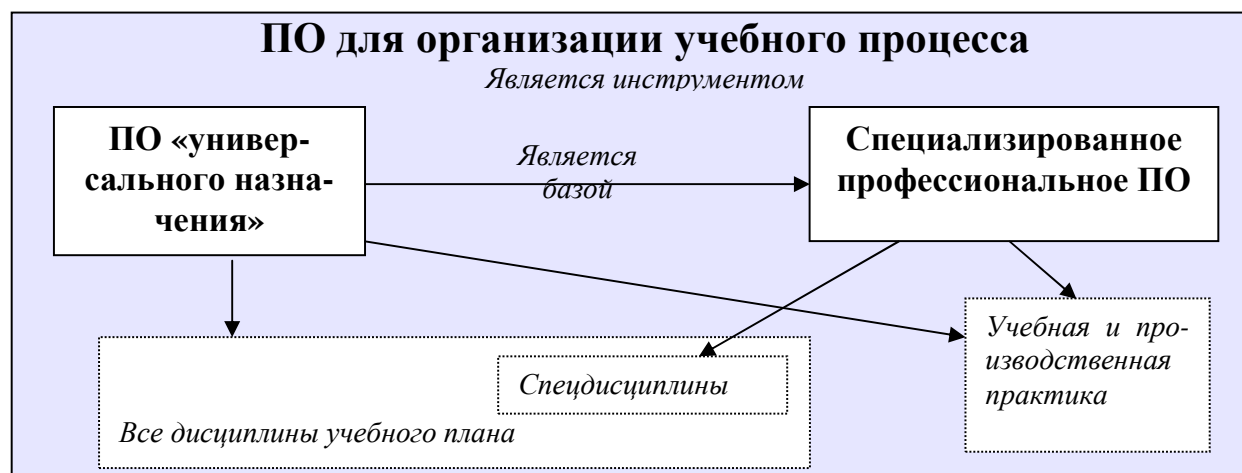 ПО для организации учебного процесса
Является инструментом
ПО «универ-
сального назна-
чения»
Является
базой
Специализированное
профессиональное ПО
Учебная и про-
изводственная
практика
Спецдисциплины
Все дисциплины учебного плана